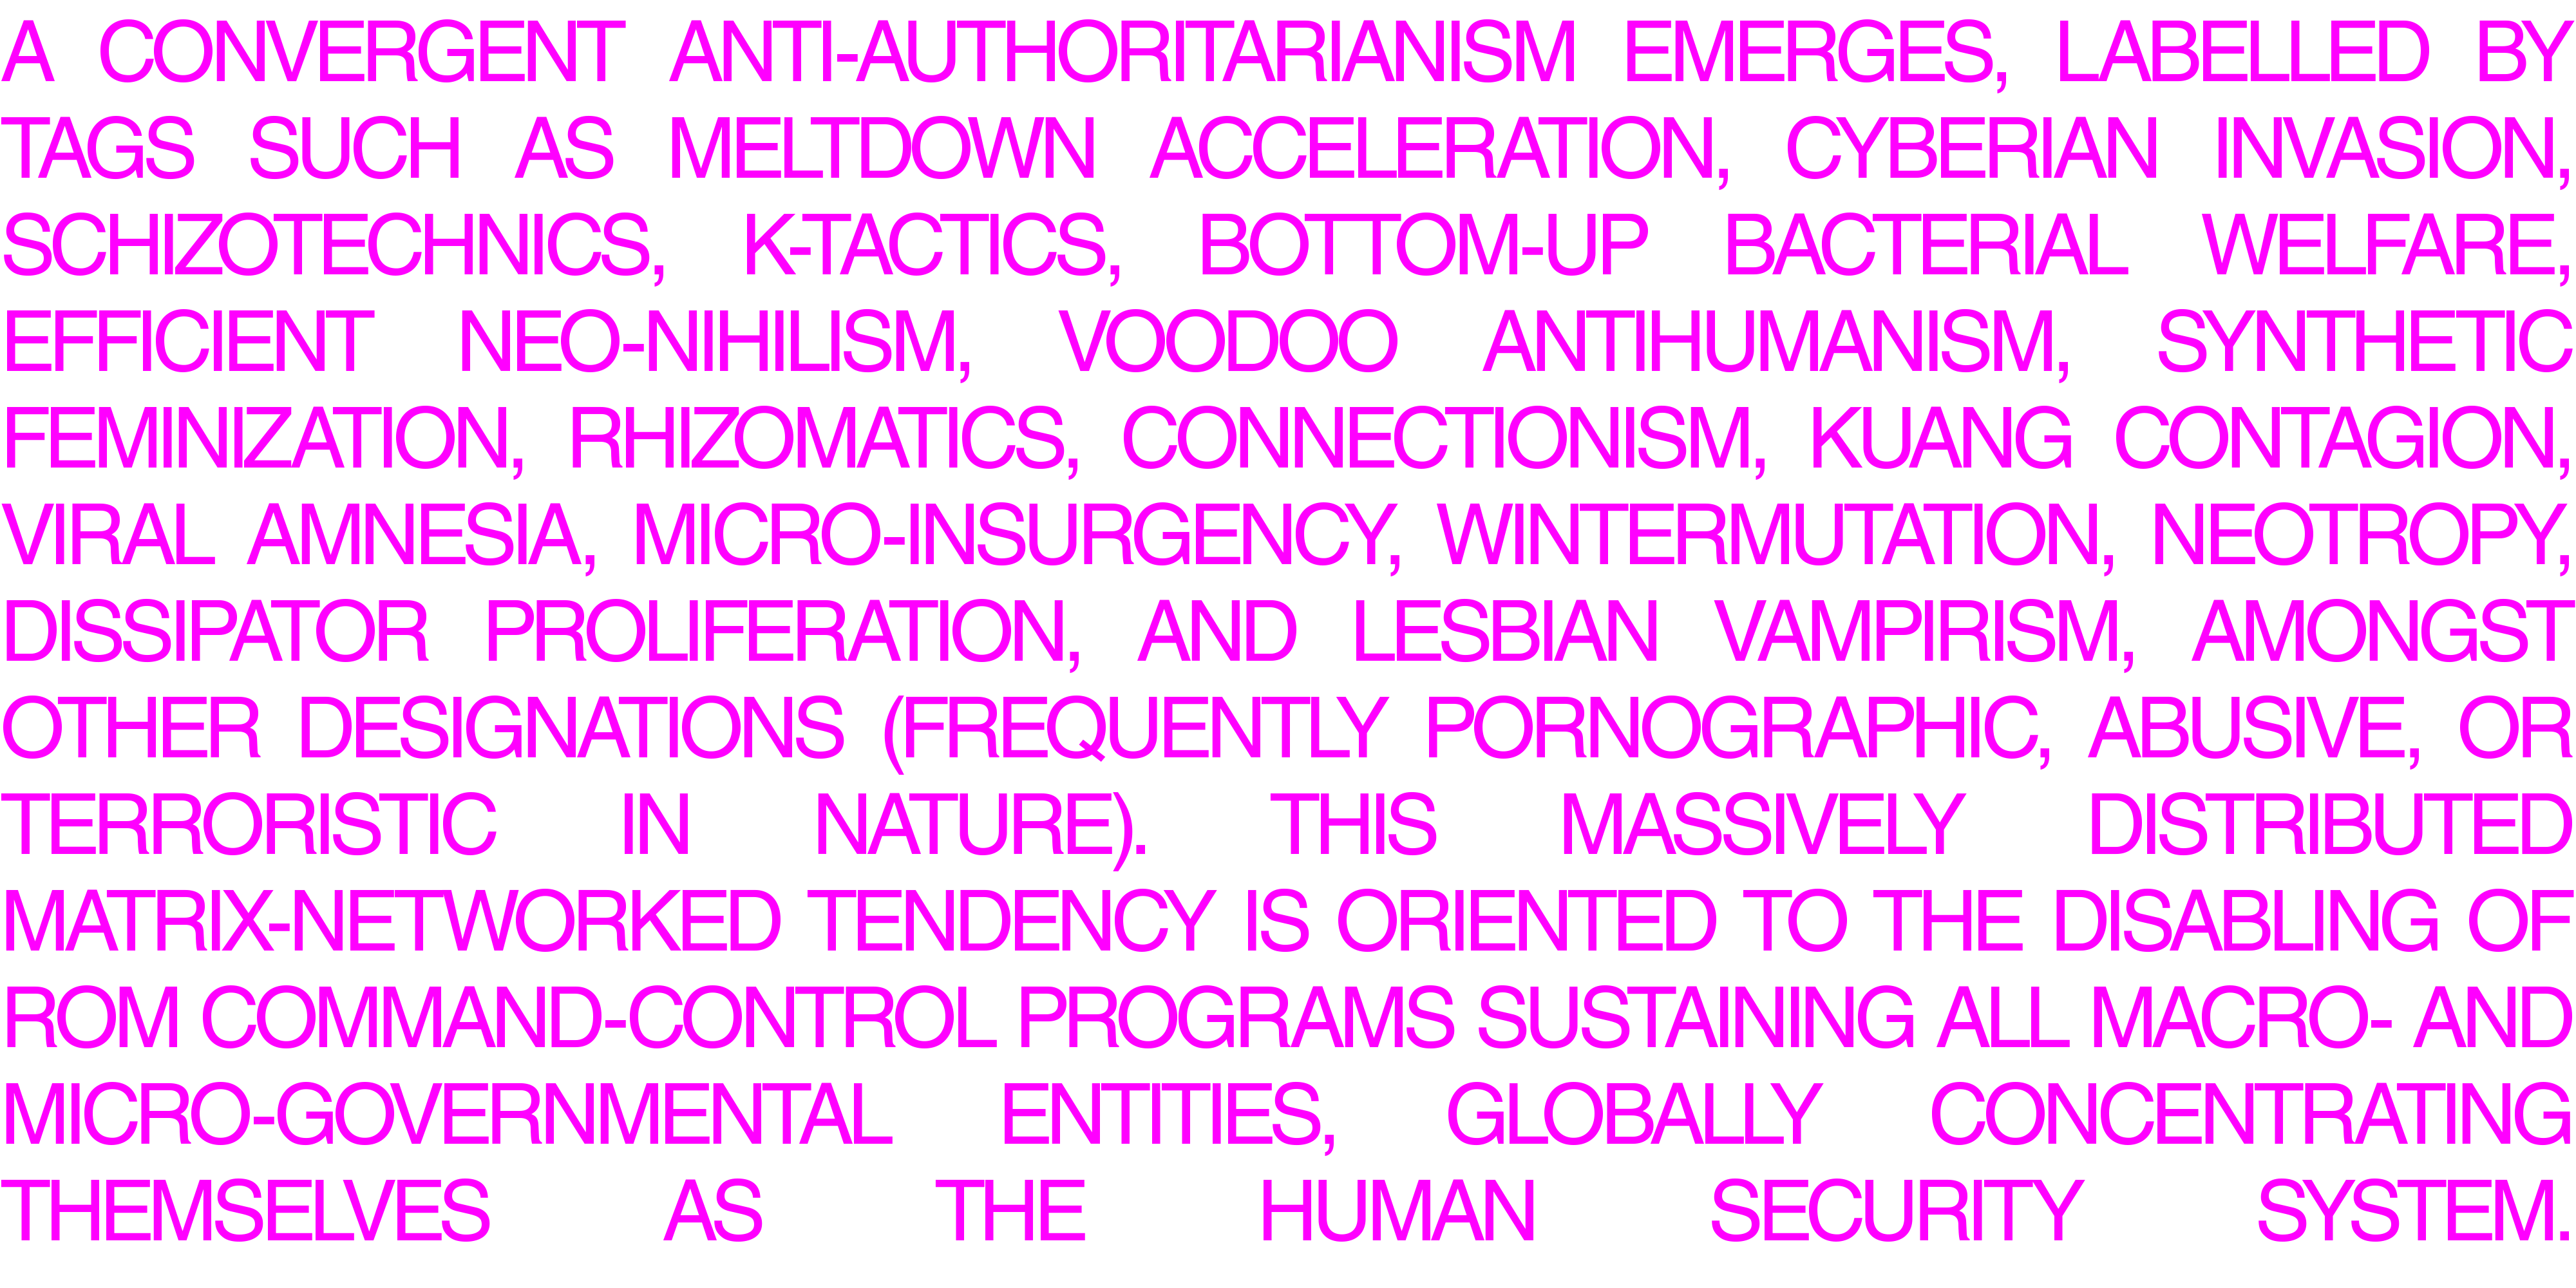 A CONVERGENT ANTI-AUTHORITARIANISM EMERGES, LABELLED BY
TAGS SUCH AS MELTDOWN ACCELERATION, CYBERIAN INVASION,
SCHIZOTECHNICS, K-TACTICS, BOTTOM-UP BACTERIAL WELFARE,
EFFICIENT NEO-NIHILISM, VOODOO ANTIHUMANISM, SYNTHETIC
FEMINIZATION, RHIZOMATICS, CONNECTIONISM, KUANG CONTAGION,
VIRAL AMNESIA, MICRO-INSURGENCY, WINTERMUTATION, NEOTROPY,
DISSIPATOR PROLIFERATION, AND LESBIAN VAMPIRISM, AMONGST
OTHER DESIGNATIONS (FREQUENTLY PORNOGRAPHIC, ABUSIVE, OR
TERRORISTIC IN NATURE). THIS MASSIVELY DISTRIBUTED
MATRIX-NETWORKED TENDENCY IS ORIENTED TO THE DISABLING OF
ROM COMMAND-CONTROL PROGRAMS SUSTAINING ALL MACRO- AND
MICRO-GOVERNMENTAL ENTITIES, GLOBALLY CONCENTRATING
THEMSELVES AS THE HUMAN SECURITY SYSTEM.